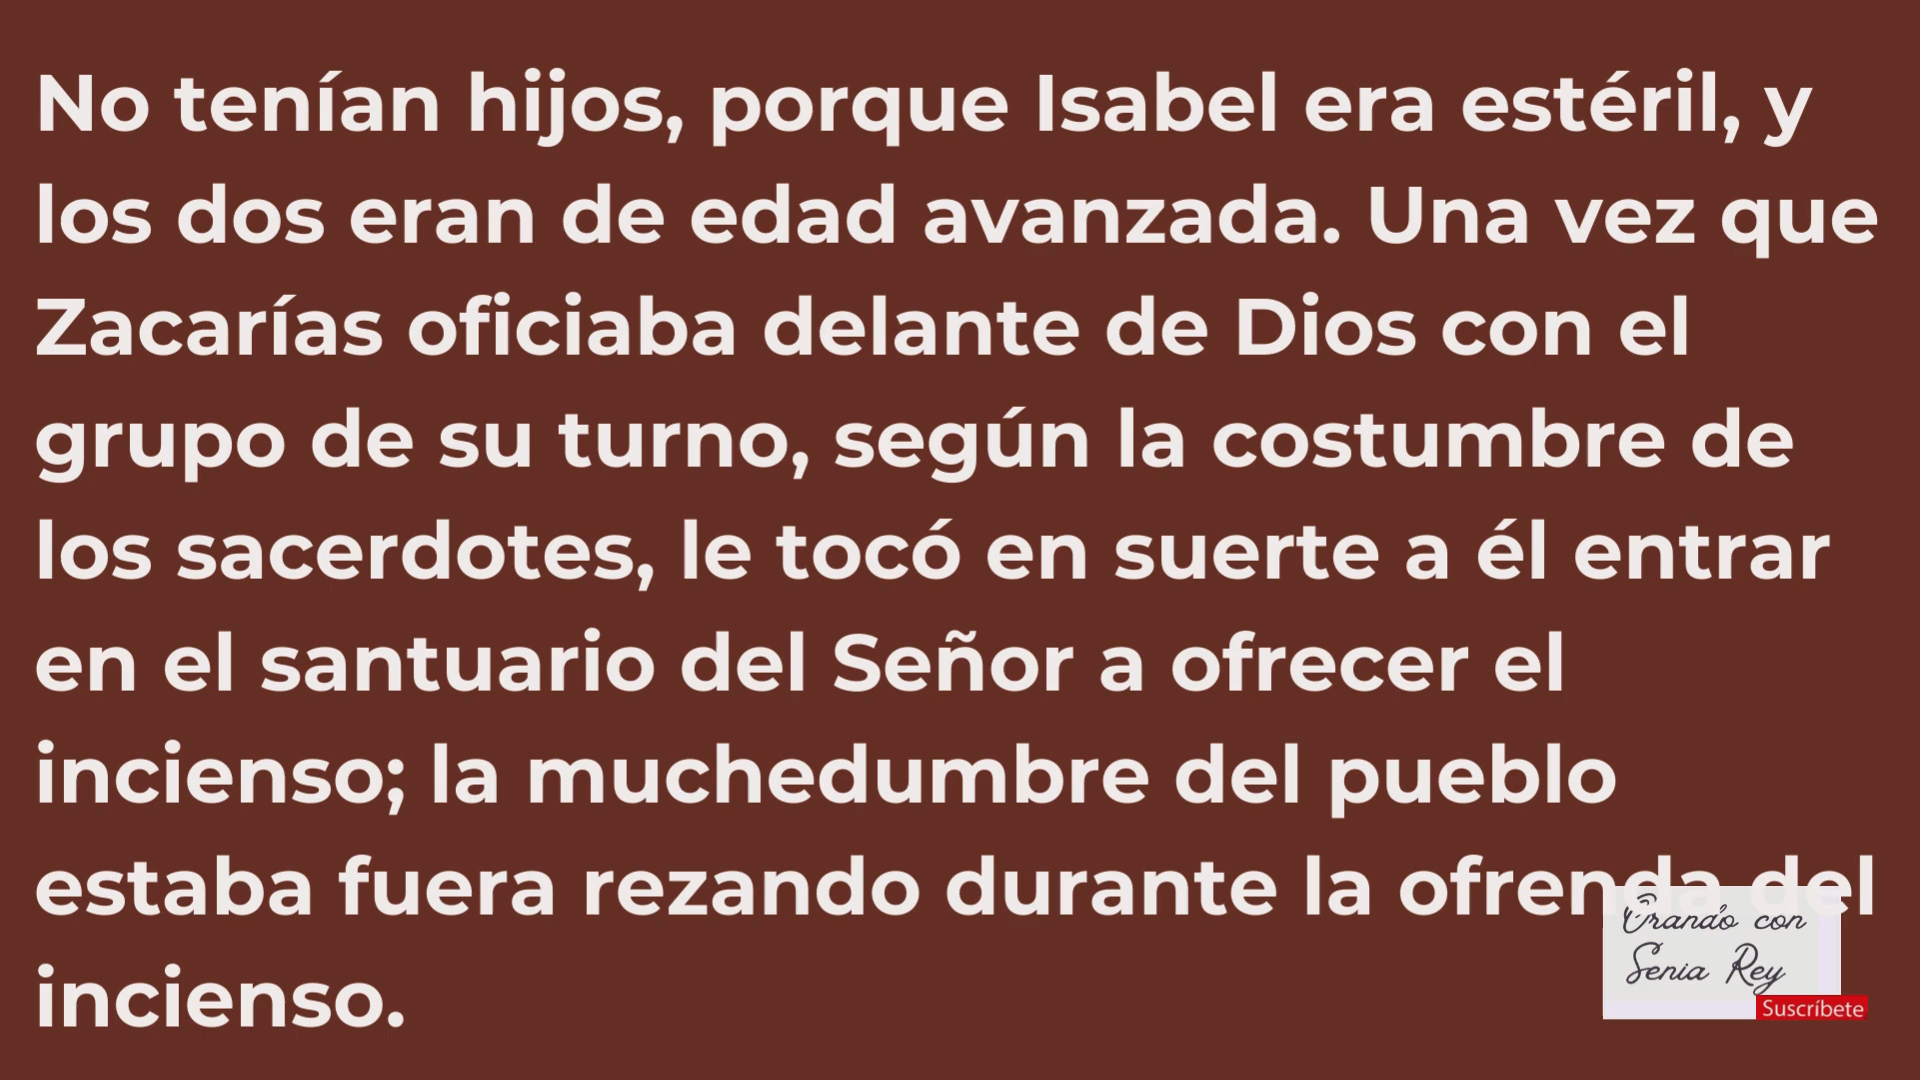 No tenían hijos, porque Isabel era estéril, y
los dos eran de edad avanzada. Una vez que
Zacarías oficiaba delante de Dios con el
grupo de su turno, según la costumbre de
los sacerdotes, le tocó en suerte a él entrar
en el santuario del Señor a ofrecer el
incienso; la muchedumbre del pueblo
estaba fuera rezando durante la ofrenda del
incienso.
Orando con
Senia Rey
Suscríbete